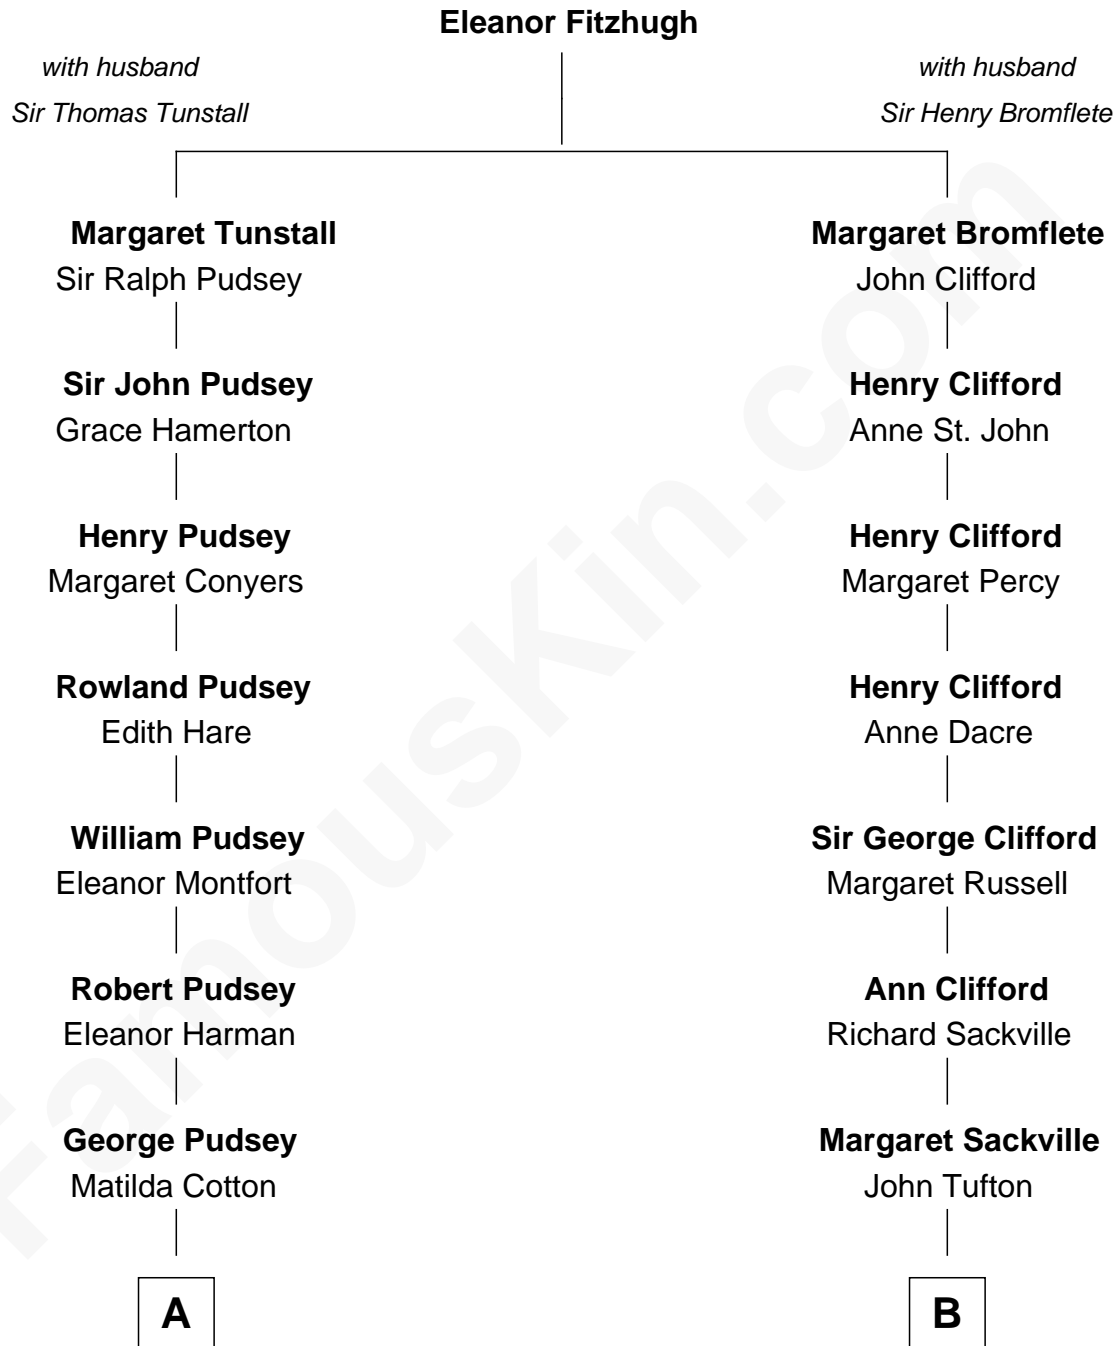 Eleanor Fitzhugh
with husband
Sir Thomas Tunstall
with husband
Sir Henry Bromflete
Margaret Tunstall
Sir Ralph Pudsey
Margaret Bromflete
John Clifford
Sir John Pudsey
Grace Hamerton
Henry Clifford
Anne St. John
Henry Pudsey
Margaret Conyers
Henry Clifford
Margaret Percy
Rowland Pudsey
Edith Hare
Henry Clifford
Anne Dacre
William Pudsey
Eleanor Montfort
Sir George Clifford
Margaret Russell
Robert Pudsey
Eleanor Harman
Ann Clifford
Richard Sackville
George Pudsey
Matilda Cotton
Margaret Sackville
John Tufton
A
B
FamousKin.com